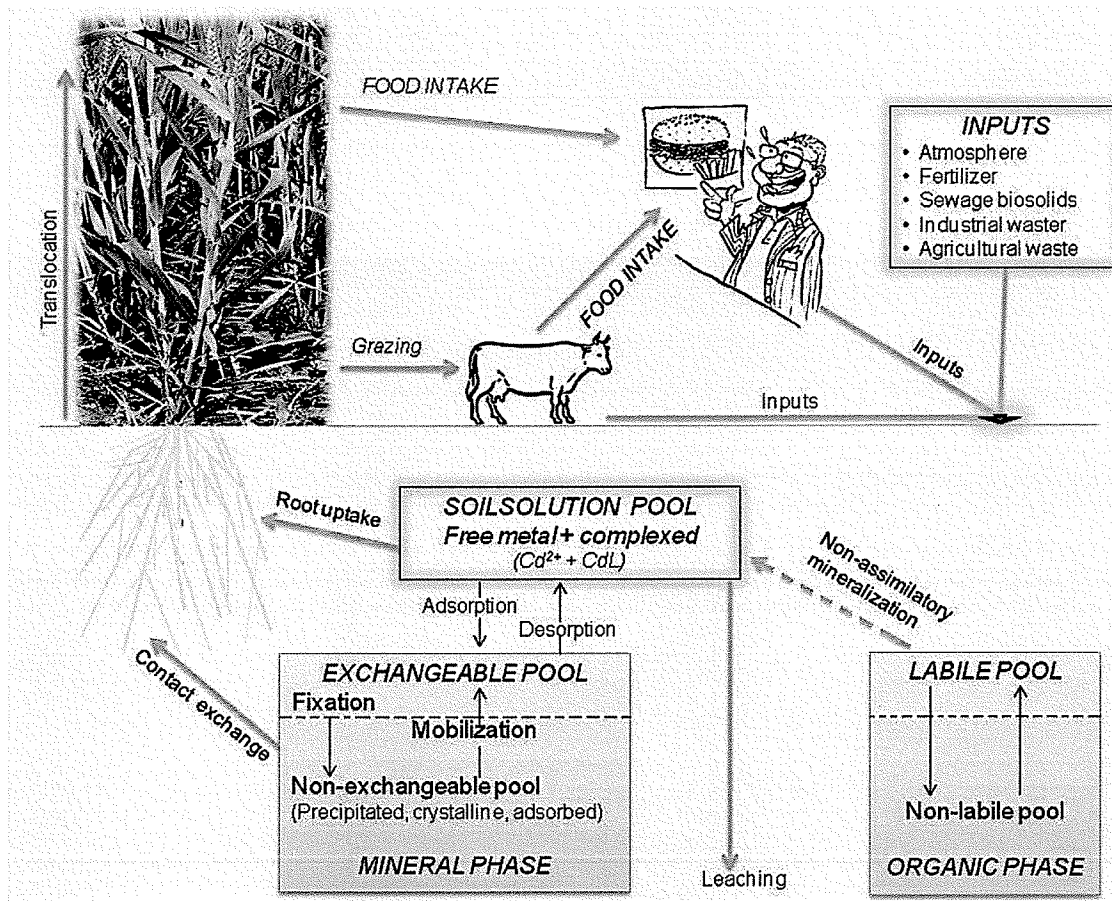 FOOD INTAKE
Translocation
INPUTS
• Atmosphere
• Fertilizer
• Sewage biosolids
• Industrial waster
• Agricultural waste
FOOD INTAKE
Grazing
Inputs
Inputs
Root uptake
SOILSOLUTION POOL
Free metal + complexed
(Cd²⁺ + CdL)
Non-assimilatory
mineralization
Adsorption
Desorption
Contact exchange
EXCHANGEABLE POOL
Fixation
Mobilization
Non-exchangeable pool
(Precipitated, crystalline, adsorbed)
MINERAL PHASE
Leaching
LABILE POOL
Non-labile pool
ORGANIC PHASE